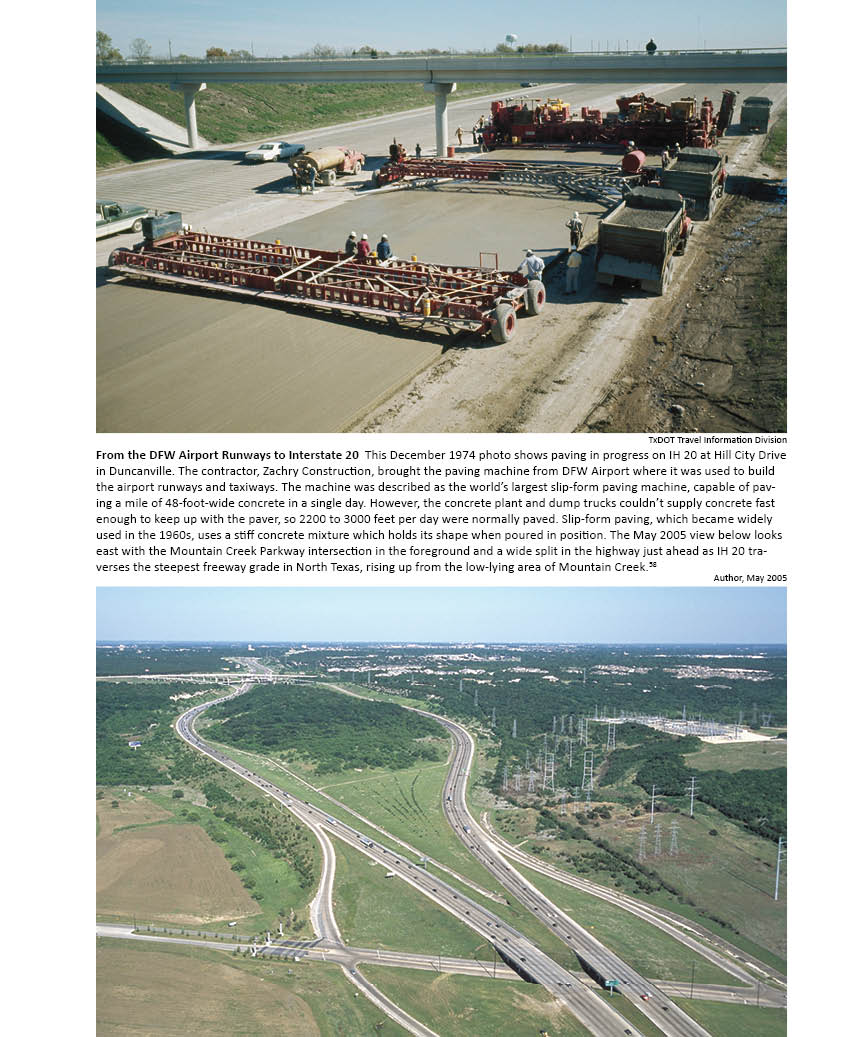 TxDOT Travel Information Division
From the DFW Airport Runways to Interstate 20 This December 1974 photo shows paving in progress on IH 20 at Hill City Drive
in Duncanville. The contractor, Zachry Construction, brought the paving machine from DFW Airport where it was used to build
the airport runways and taxiways. The machine was described as the world’s largest slip-form paving machine, capable of pav-
ing a mile of 48-foot-wide concrete in a single day. However, the concrete plant and dump trucks couldn’t supply concrete fast
enough to keep up with the paver, so 2200 to 3000 feet per day were normally paved. Slip-form paving, which became widely
used in the 1960s, uses a stiff concrete mixture which holds its shape when poured in position. The May 2005 view below looks
east with the Mountain Creek Parkway intersection in the foreground and a wide split in the highway just ahead as IH 20 tra-
verses the steepest freeway grade in North Texas, rising up from the low-lying area of Mountain Creek.⁵⁸
Author, May 2005